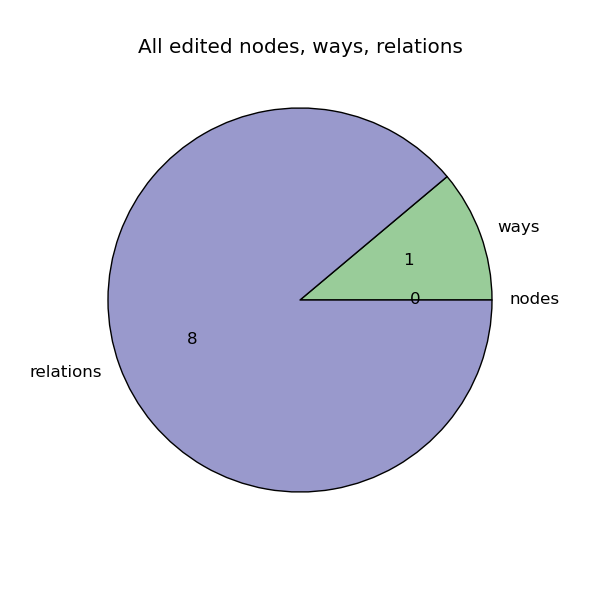 All edited nodes, ways, relations
ways
1
0
nodes
8
relations